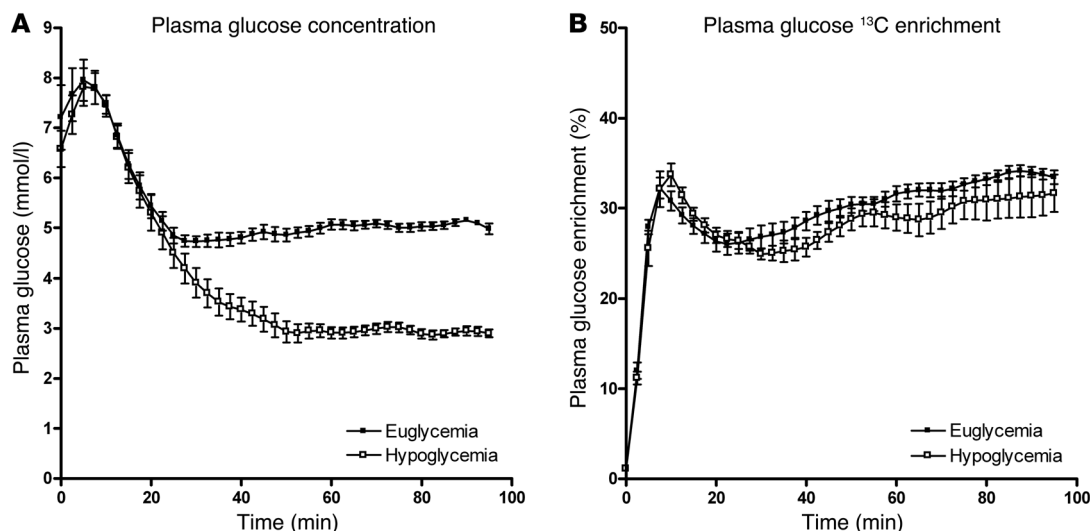 A
Plasma glucose concentration
Plasma glucose (mmol/l)
9
8
7
6
5
4
3
2
1
0
0
20
40
60
80
100
Time (min)
Euglycemia
Hypoglycemia
B
Plasma glucose ¹³C enrichment
Plasma glucose enrichment (%)
50
40
30
20
10
0
0
20
40
60
80
100
Time (min)
Euglycemia
Hypoglycemia